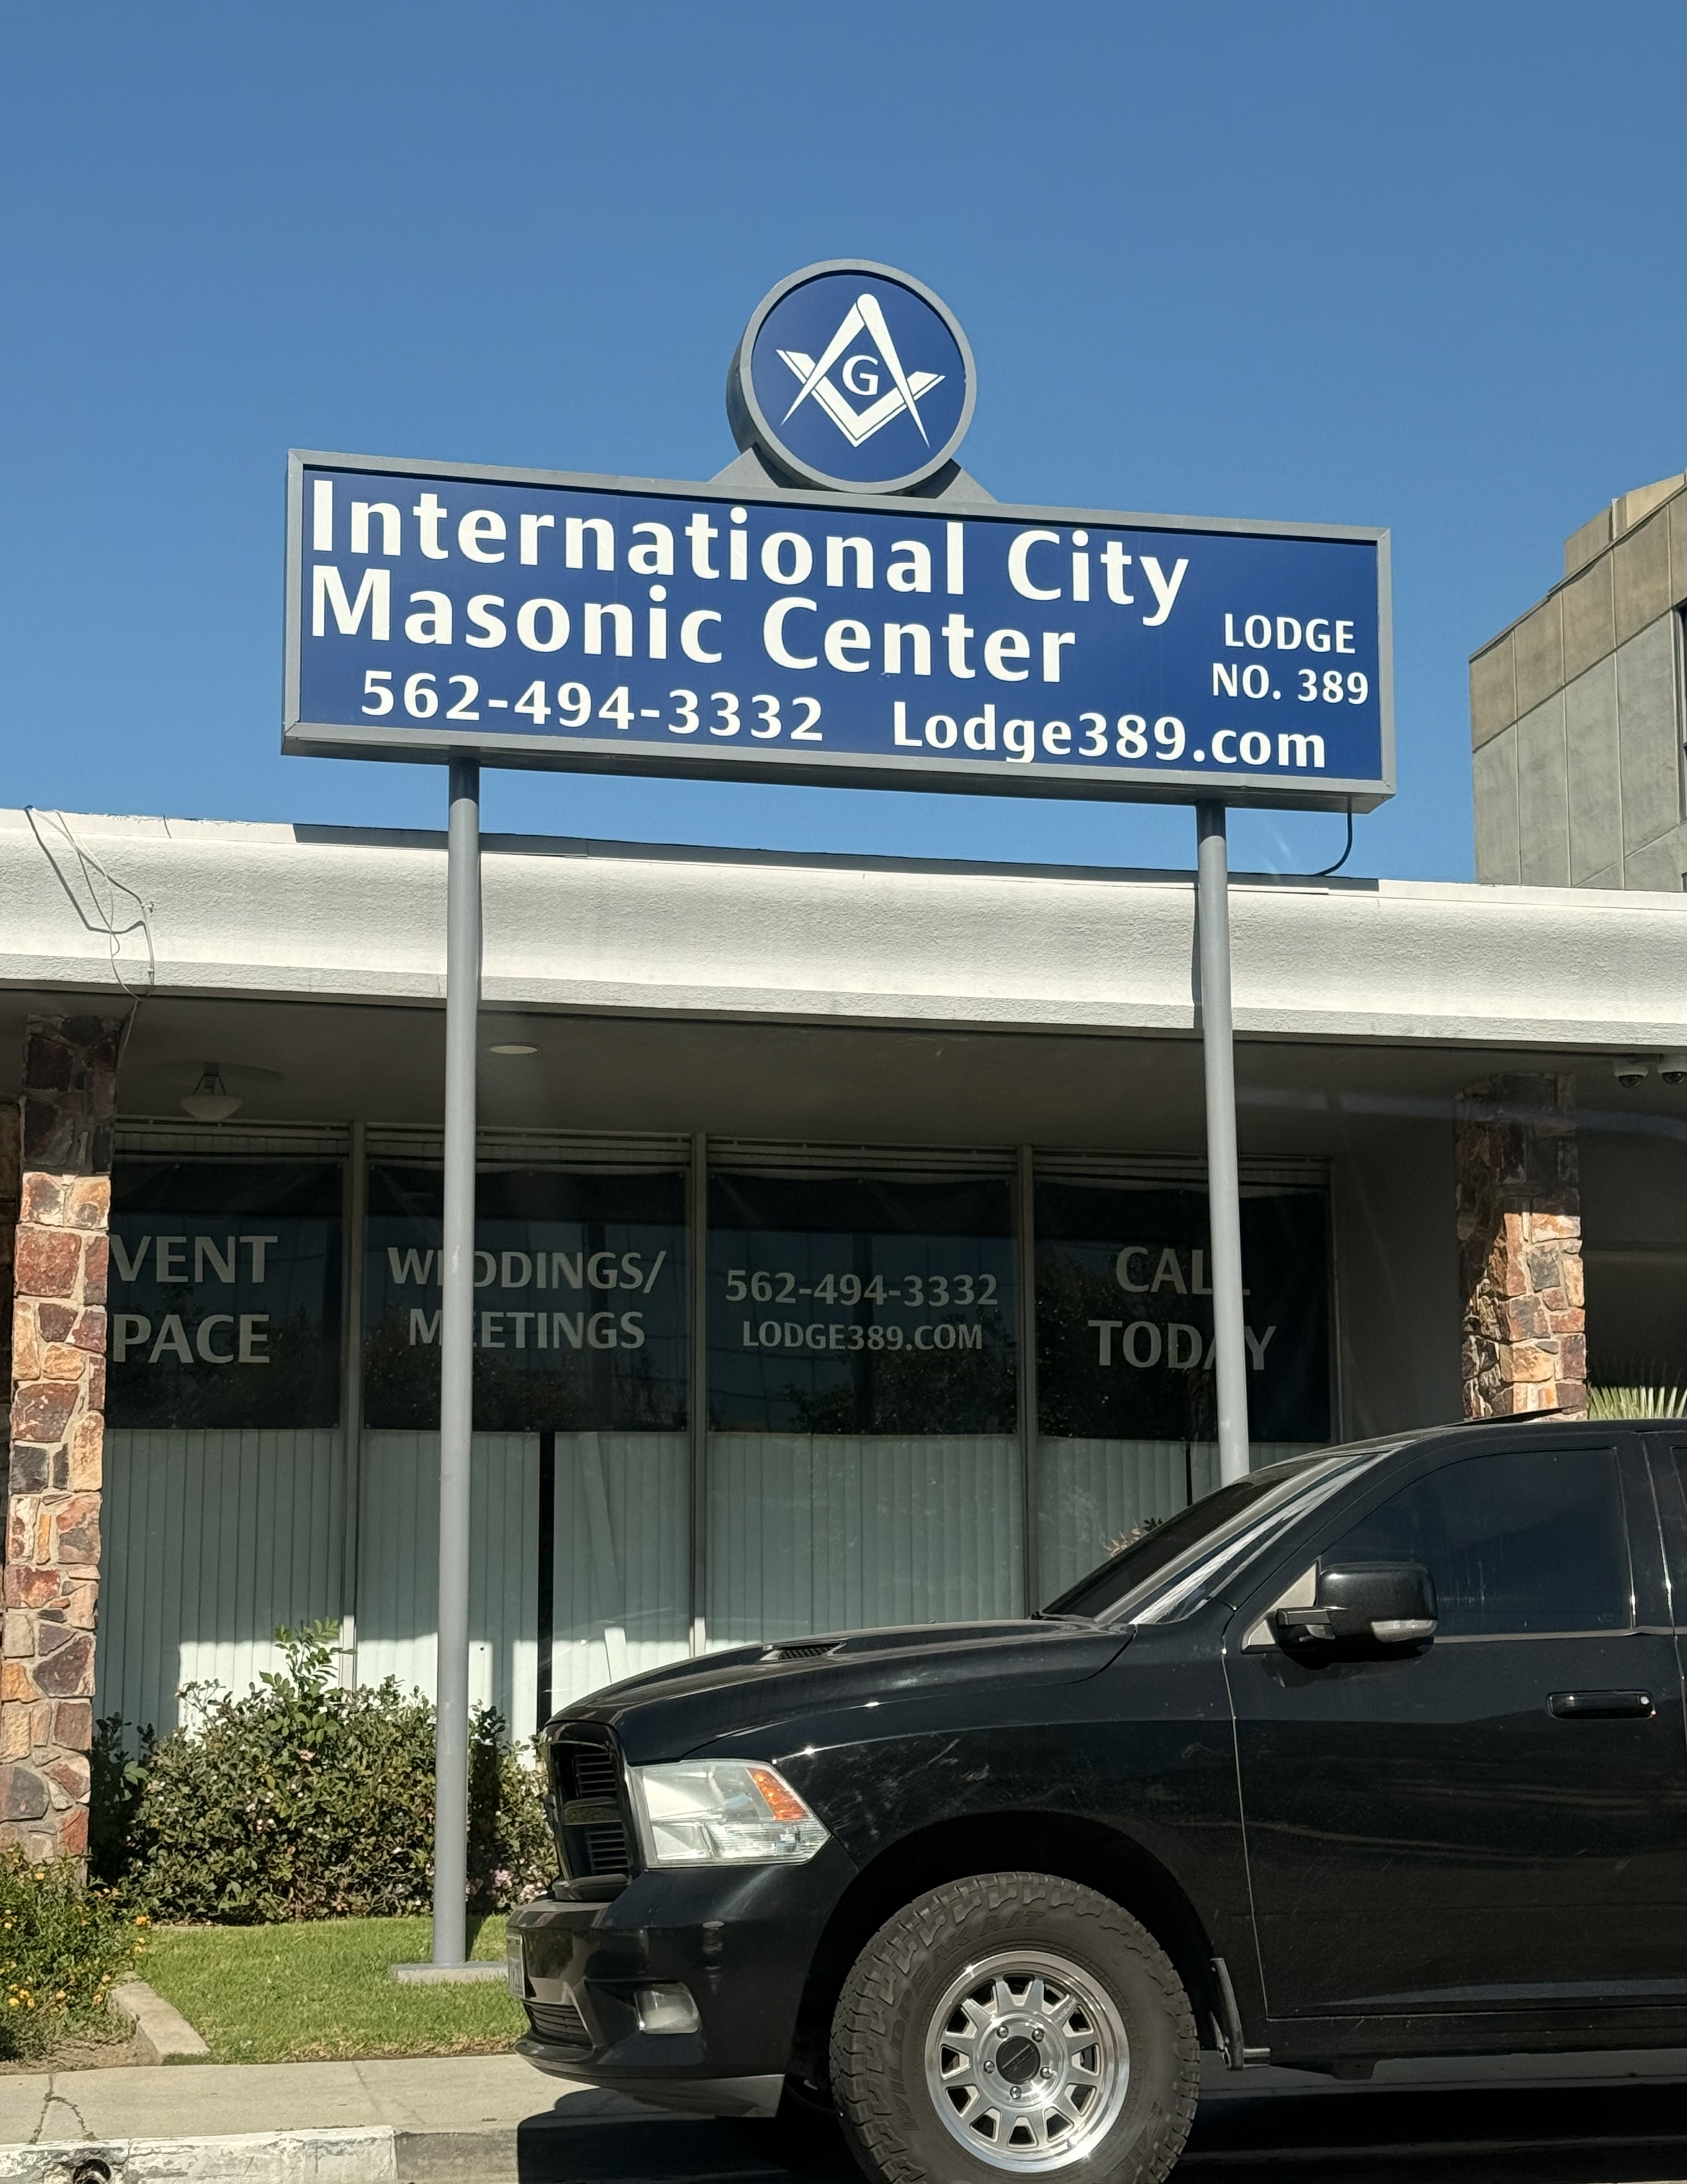 G
International City
Masonic Center
LODGE
NO. 389
562-494-3332 Lodge389.com
VENT
PACE
WEDDINGS/
MEETINGS
562-494-3332
LODGE389.COM
CALL
TODAY